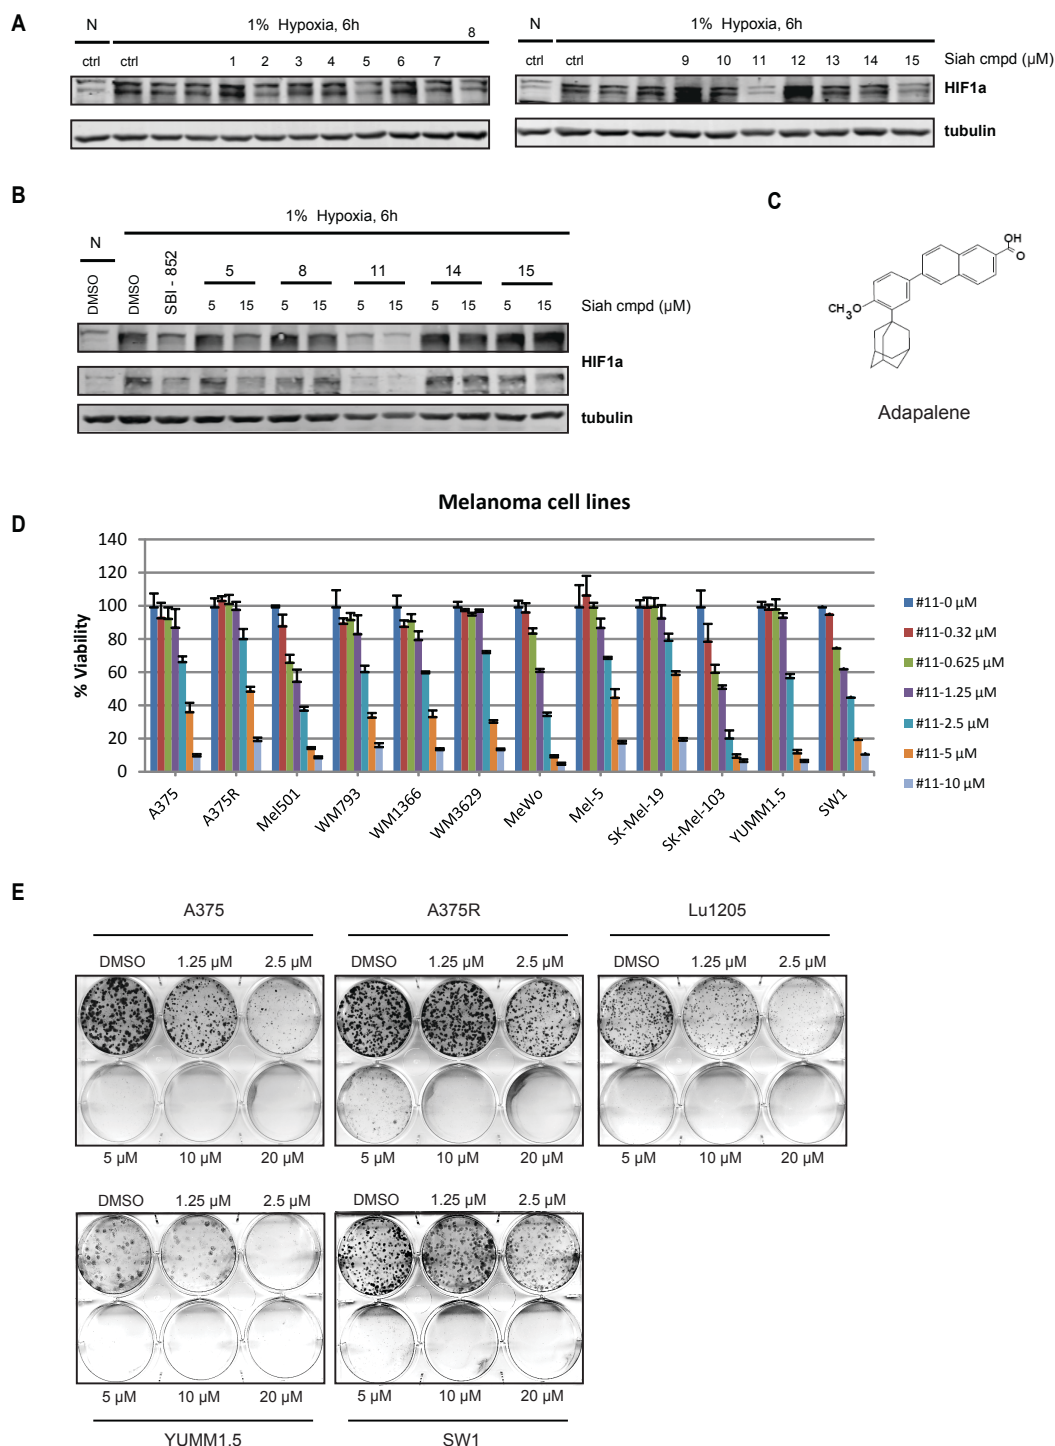 A
N
1% Hypoxia, 6h
8
ctrl
ctrl
1
2
3
4
5
6
7
N
1% Hypoxia, 6h
ctrl
ctrl
9
10
11
12
13
14
15
Siah cmpd (µM)
HIF1a
tubulin
B
1% Hypoxia, 6h
N
DMSO
DMSO
SBI - 852
5
8
11
14
15
5
15
5
15
5
15
5
15
5
15
Siah cmpd (µM)
HIF1a
tubulin
C
OH
O
O
CH3
Adapalene
D
Melanoma cell lines
% Viability
140
120
100
80
60
40
20
0
A375
A375R
Mel501
WM793
WM1366
WM3629
MeWo
Mel-5
SK-Mel-19
SK-Mel-103
YUMM1.5
SW1
#11-0 µM
#11-0.32 µM
#11-0.625 µM
#11-1.25 µM
#11-2.5 µM
#11-5 µM
#11-10 µM
E
A375
A375R
Lu1205
DMSO
1.25 µM
2.5 µM
DMSO
1.25 µM
2.5 µM
DMSO
1.25 µM
2.5 µM
5 µM
10 µM
20 µM
5 µM
10 µM
20 µM
5 µM
10 µM
20 µM
DMSO
1.25 µM
2.5 µM
DMSO
1.25 µM
2.5 µM
5 µM
10 µM
20 µM
5 µM
10 µM
20 µM
YUMM1.5
SW1